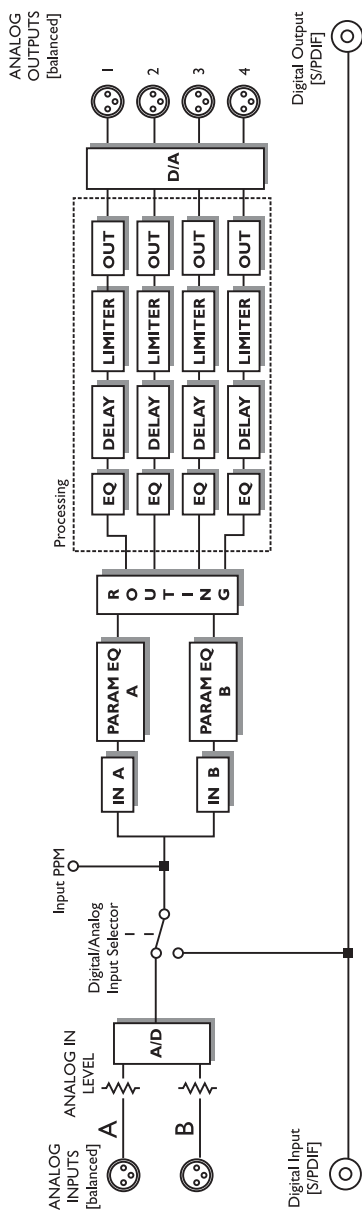 ANALOG
INPUTS
[balanced]
A
B
ANALOG IN
LEVEL
A/D
Digital/Analog
Input Selector
Input PPM
IN A
IN B
PARAM EQ
A
PARAM EQ
B
R
O
U
T
I
N
G
Processing
EQ
DELAY
LIMITER
OUT
EQ
DELAY
LIMITER
OUT
EQ
DELAY
LIMITER
OUT
EQ
DELAY
LIMITER
OUT
D/A
ANALOG
OUTPUTS
[balanced]
1
2
3
4
Digital Input
[S/PDIF]
Digital Output
[S/PDIF]